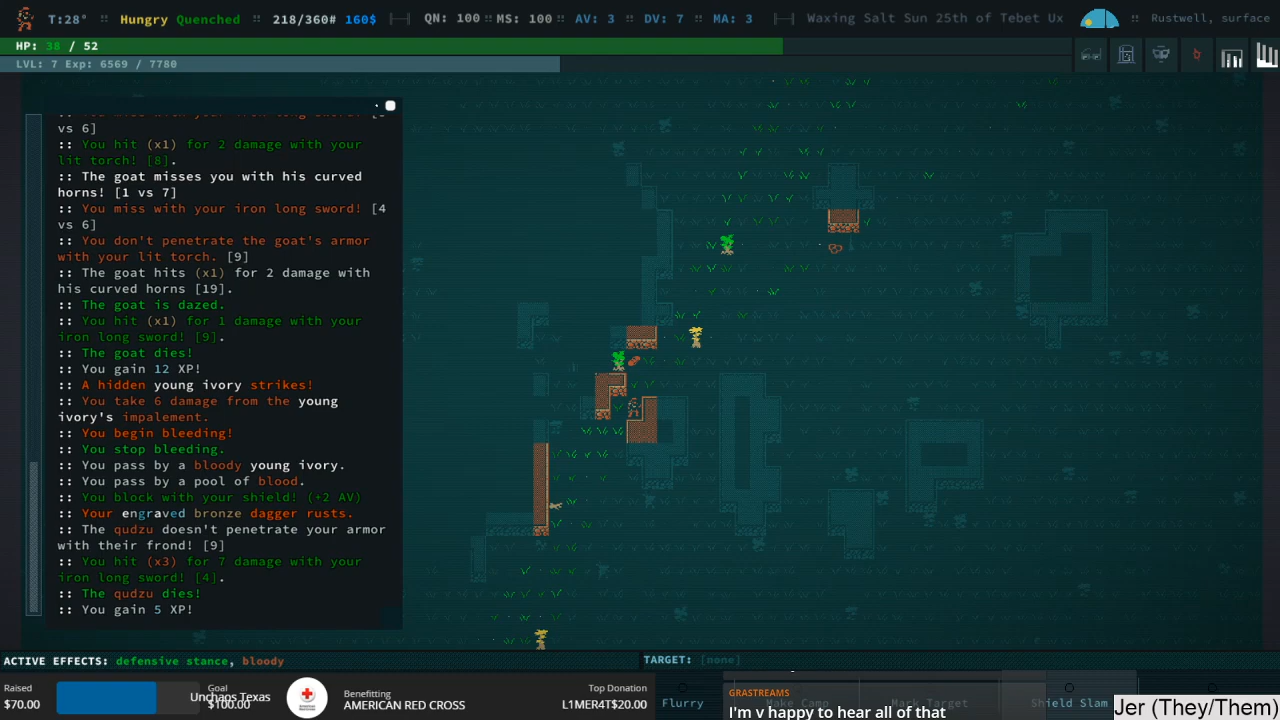 T:28° :: Hungry Quenched :: 218/360# 160$ QN: 100 :: MS: 100 :: AV: 3 :: DV: 7 :: MA: 3 Waxing Salt Sun 25th of Tebet Ux :: Rustwell, surface
HP: 38 / 52
LVL: 7 Exp: 6569 / 7780
vs 6]
:: You hit (x1) for 2 damage with your
lit torch! [8].
:: The goat misses you with his curved
horns! [1 vs 7]
:: You miss with your iron long sword! [4
vs 6]
:: You don't penetrate the goat's armor
with your lit torch. [9]
:: The goat hits (x1) for 2 damage with
his curved horns [19].
:: The goat is dazed.
:: You hit (x1) for 1 damage with your
iron long sword! [9].
:: The goat dies!
:: You gain 12 XP!
:: A hidden young ivory strikes!
:: You take 6 damage from the young
ivory's impalement.
:: You begin bleeding!
:: You stop bleeding.
:: You pass by a bloody young ivory.
:: You pass by a pool of blood.
:: You block with your shield! (+2 AV)
:: Your engraved bronze dagger rusts.
:: The qudzu doesn't penetrate your armor
with their frond! [9]
:: You hit (x3) for 7 damage with your
iron long sword! [4].
:: The qudzu dies!
:: You gain 5 XP!
ACTIVE EFFECTS: defensive stance, bloody
TARGET: [none]
Raised
$70.00
Goal
Unchops Texas
Benefitting
AMERICAN RED CROSS
Top Donation
L1MER4T$20.00
Flurry
Make Camp
Mark Target
Shield Slam
GRASTREAMS
I'm v happy to hear all of that
Jer (They/Them)